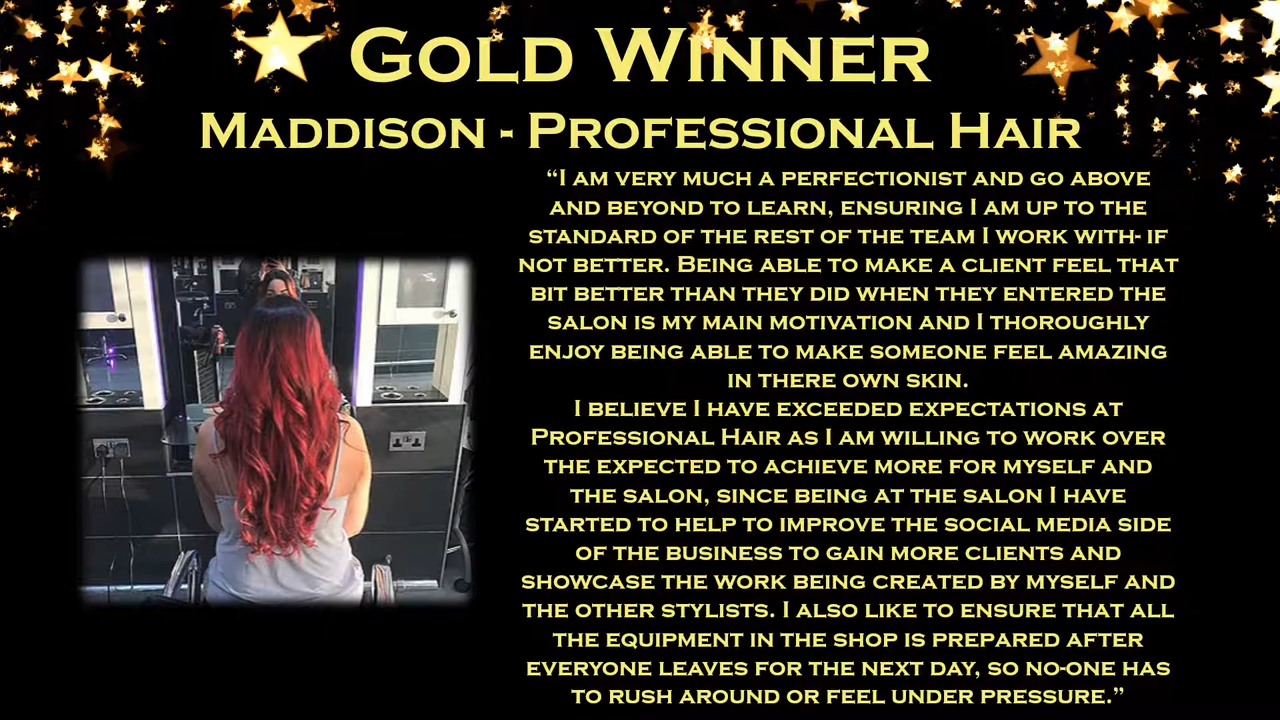 GOLD WINNER
MADDISON - PROFESSIONAL HAIR
“I AM VERY MUCH A PERFECTIONIST AND GO ABOVE
AND BEYOND TO LEARN, ENSURING I AM UP TO THE
STANDARD OF THE REST OF THE TEAM I WORK WITH- IF
NOT BETTER. BEING ABLE TO MAKE A CLIENT FEEL THAT
BIT BETTER THAN THEY DID WHEN THEY ENTERED THE
SALON IS MY MAIN MOTIVATION AND I THOROUGHLY
ENJOY BEING ABLE TO MAKE SOMEONE FEEL AMAZING
IN THERE OWN SKIN.
I BELIEVE I HAVE EXCEEDED EXPECTATIONS AT
PROFESSIONAL HAIR AS I AM WILLING TO WORK OVER
THE EXPECTED TO ACHIEVE MORE FOR MYSELF AND
THE SALON, SINCE BEING AT THE SALON I HAVE
STARTED TO HELP TO IMPROVE THE SOCIAL MEDIA SIDE
OF THE BUSINESS TO GAIN MORE CLIENTS AND
SHOWCASE THE WORK BEING CREATED BY MYSELF AND
THE OTHER STYLISTS. I ALSO LIKE TO ENSURE THAT ALL
THE EQUIPMENT IN THE SHOP IS PREPARED AFTER
EVERYONE LEAVES FOR THE NEXT DAY, SO NO-ONE HAS
TO RUSH AROUND OR FEEL UNDER PRESSURE.”